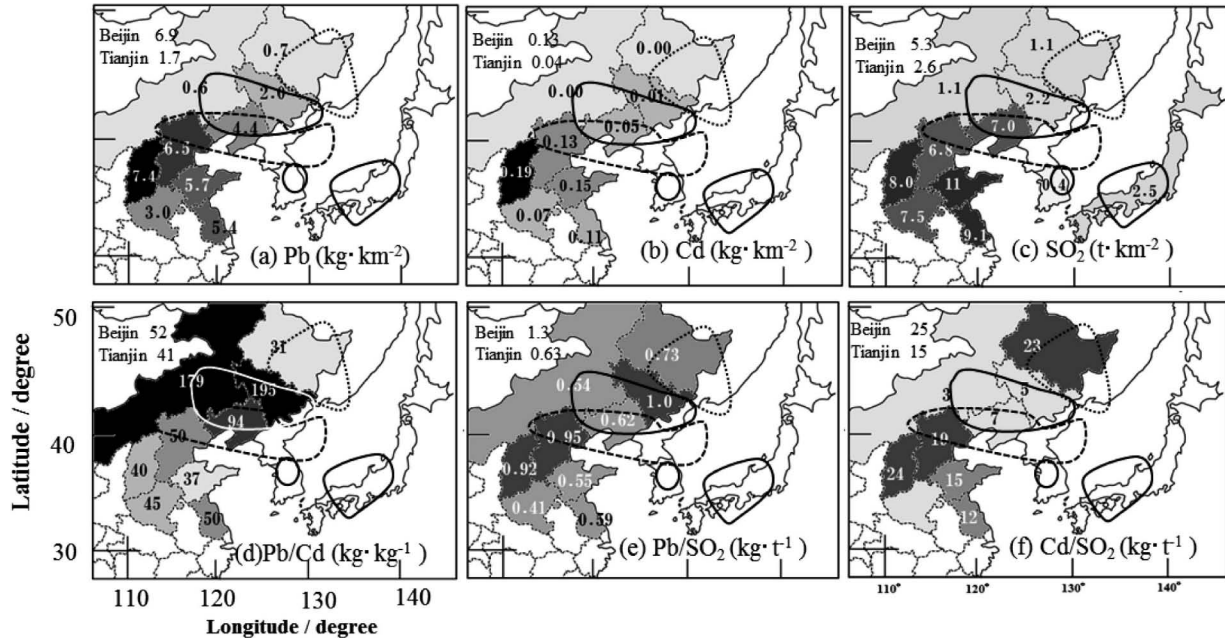 Beijin 6.9
Tianjin 1.7
0.7
0.6
2.0
4.4
6.5
7.4
5.7
3.0
5.4
(a) Pb (kg·km⁻²)
Beijin 0.13
Tianjin 0.04
0.00
0.00
0.01
0.05
0.13
0.19
0.15
0.07
0.11
(b) Cd (kg·km⁻²)
Beijin 5.3
Tianjin 2.6
1.1
1.1
2.2
7.0
6.8
8.0
11
0.4
2.5
7.5
9.1
(c) SO₂ (t·km⁻²)
Latitude / degree
50
40
30
Beijin 52
Tianjin 41
31
179
195
94
50
40
37
45
50
(d)Pb/Cd (kg·kg⁻¹)
Beijin 1.3
Tianjin 0.63
0.73
0.54
1.0
0.62
0.95
0.92
0.55
0.41
0.59
(e) Pb/SO₂ (kg·t⁻¹)
Beijin 25
Tianjin 15
23
3
5
7
19
24
15
12
(f) Cd/SO₂ (kg·t⁻¹)
110 120 130 140
110° 120° 130° 140°
Longitude / degree